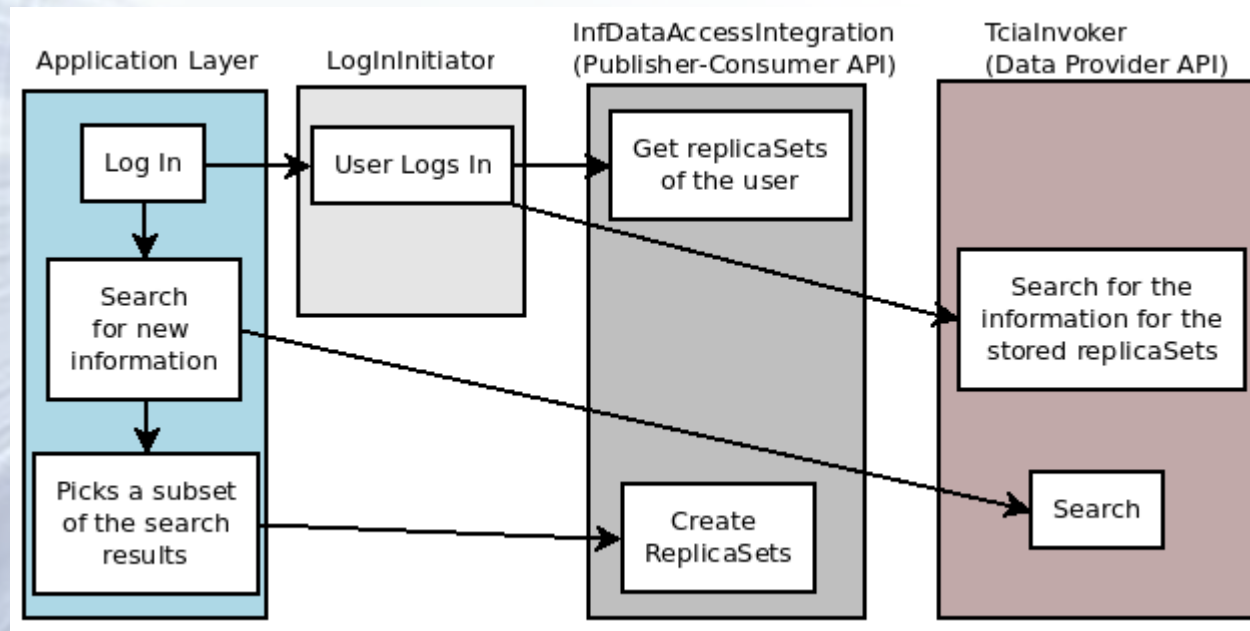 Application Layer
LogInInitiator
InfDataAccessIntegration
(Publisher-Consumer API)
TciaInvoker
(Data Provider API)
Log In
User Logs In
Get replicaSets
of the user
Search
for new
information
Search for the
information for the
stored replicaSets
Picks a subset
of the search
results
Create
ReplicaSets
Search